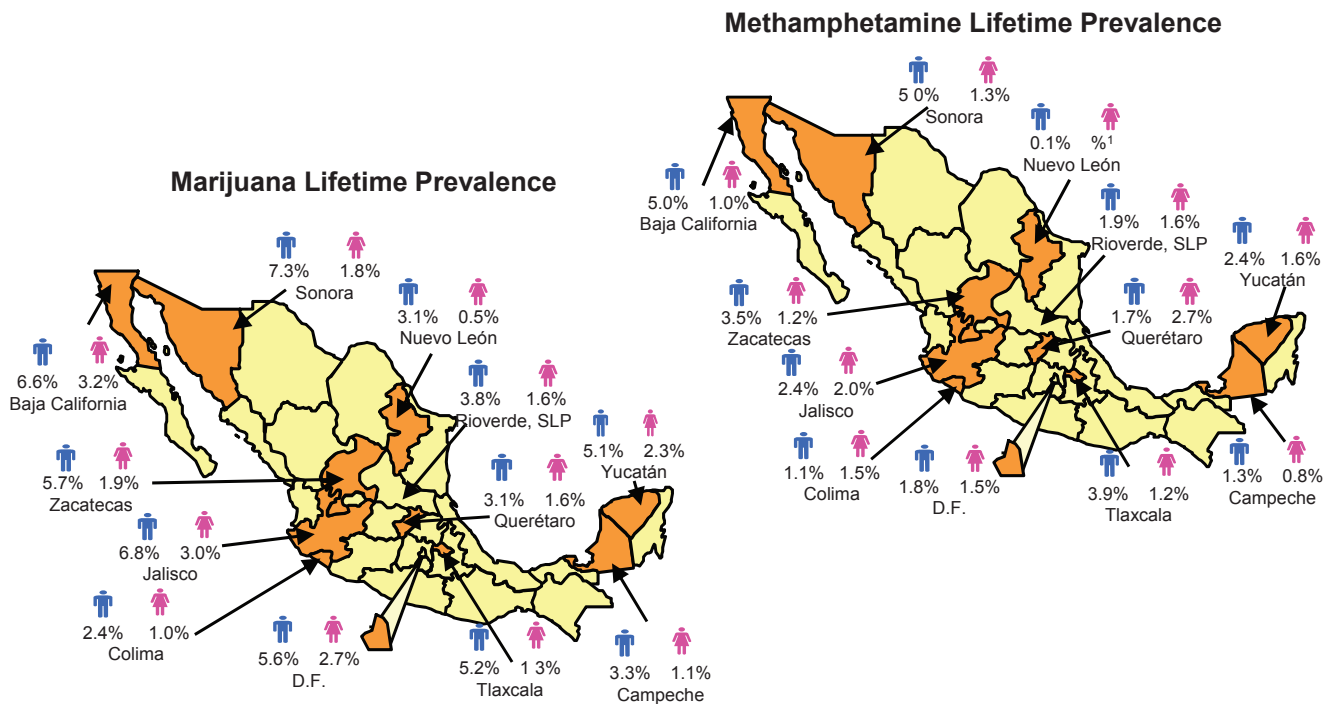 Methamphetamine Lifetime Prevalence
5 0% 1.3%
Sonora
0.1% %¹
Nuevo León
5.0% 1.0%
Baja California
1.9% 1.6%
Rioverde, SLP
2.4% 1.6%
Yucatán
3.5% 1.2%
Zacatecas
1.7% 2.7%
Querétaro
2.4% 2.0%
Jalisco
1.1% 1.5%
Colima
1.8% 1.5%
D.F.
3.9% 1.2%
Tlaxcala
1.3% 0.8%
Campeche
Marijuana Lifetime Prevalence
7.3% 1.8%
Sonora
3.1% 0.5%
Nuevo León
6.6% 3.2%
Baja California
3.8% 1.6%
Rioverde, SLP
5.1% 2.3%
Yucatán
5.7% 1.9%
Zacatecas
3.1% 1.6%
Querétaro
6.8% 3.0%
Jalisco
2.4% 1.0%
Colima
5.6% 2.7%
D.F.
5.2% 1 3%
Tlaxcala
3.3% 1.1%
Campeche